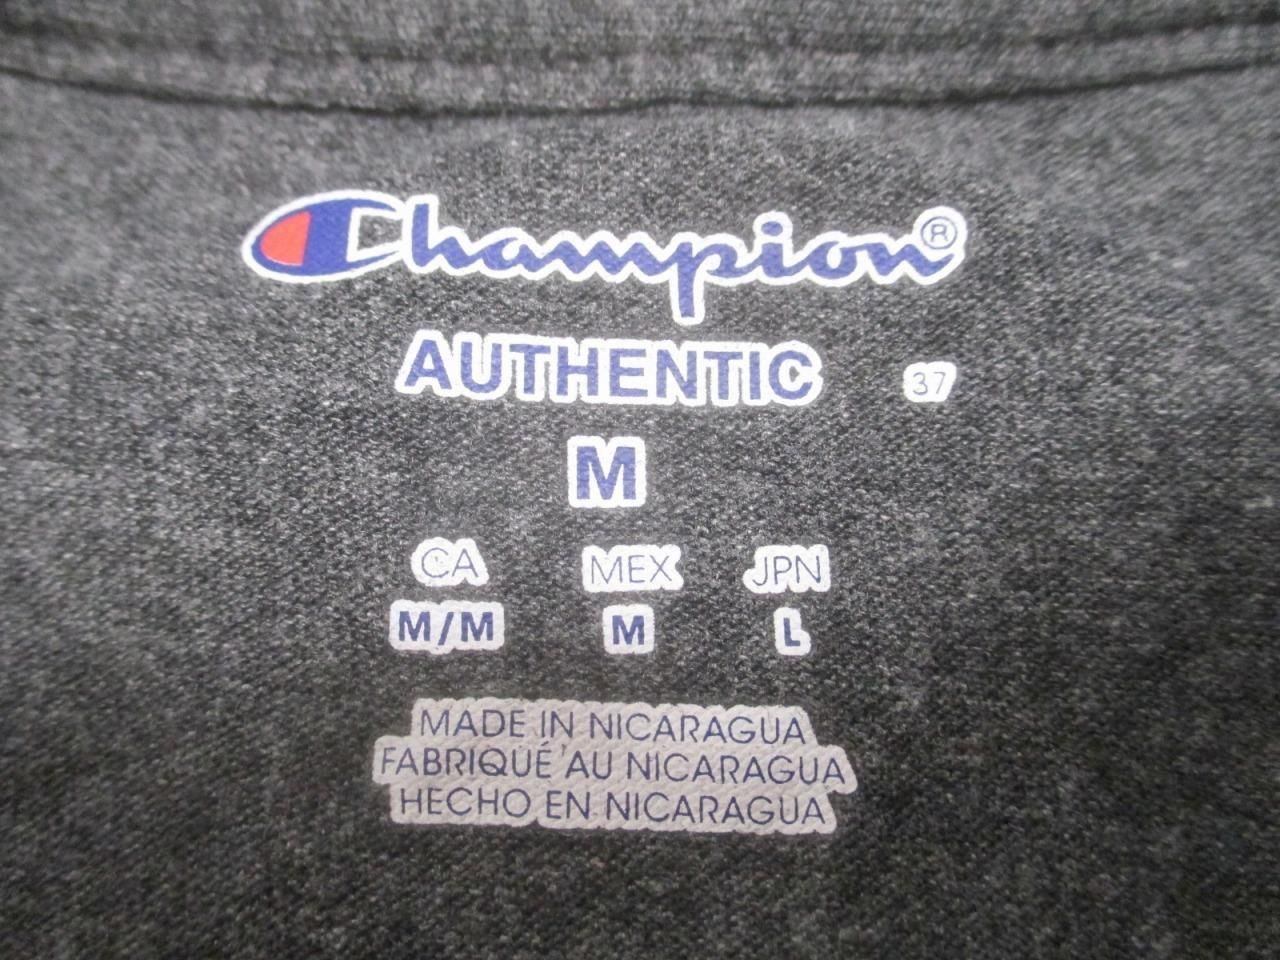 Champion®
AUTHENTIC 37
M
CA MEX JPN
M/M M L
MADE IN NICARAGUA
FABRIQUÉ AU NICARAGUA
HECHO EN NICARAGUA